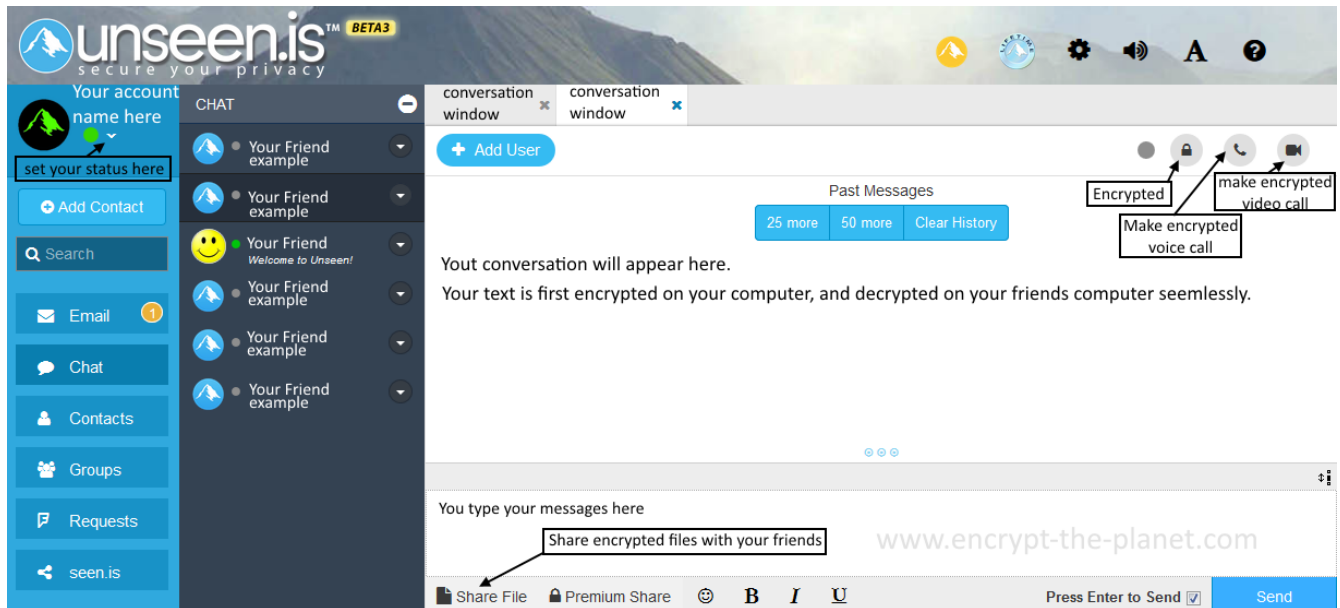 unseen.is™ BETA3
secure your privacy
LIFETIME
A
Your account
name here
set your status here
Add Contact
Search
Email 1
Chat
Contacts
Groups
Requests
seen.is
CHAT
Your Friend
example
Your Friend
example
Your Friend
Welcome to Unseen!
Your Friend
example
Your Friend
example
Your Friend
example
conversation
window
conversation
window
Add User
Encrypted
Make encrypted
voice call
make encrypted
video call
Past Messages
25 more 50 more Clear History
Yout conversation will appear here.
Your text is first encrypted on your computer, and decrypted on your friends computer seemlessly.
You type your messages here
Share encrypted files with your friends
www.encrypt-the-planet.com
Share File Premium Share B I U Press Enter to Send Send